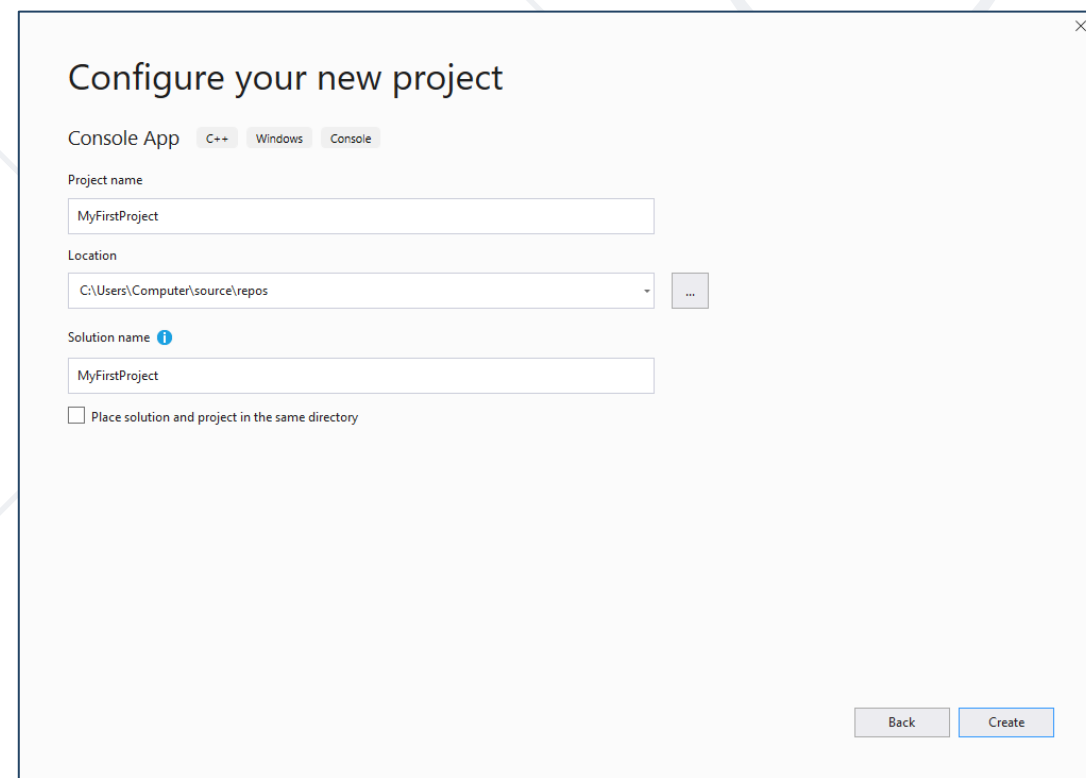 Configure your new project
Console App C++ Windows Console
Project name
MyFirstProject
Location
C:\Users\Computer\source\repos
...
Solution name
MyFirstProject
Place solution and project in the same directory
Back Create